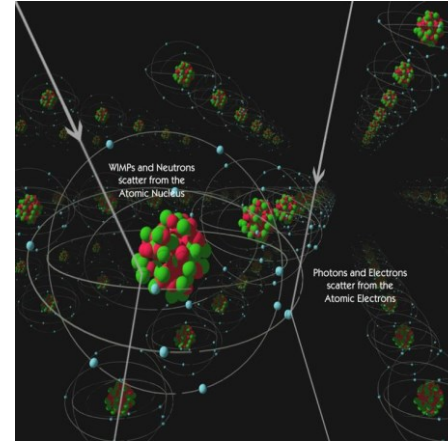 WIMPs and Neutrons
scatter from the
Atomic Nucleus
Photons and Electrons
scatter from the
Atomic Electrons